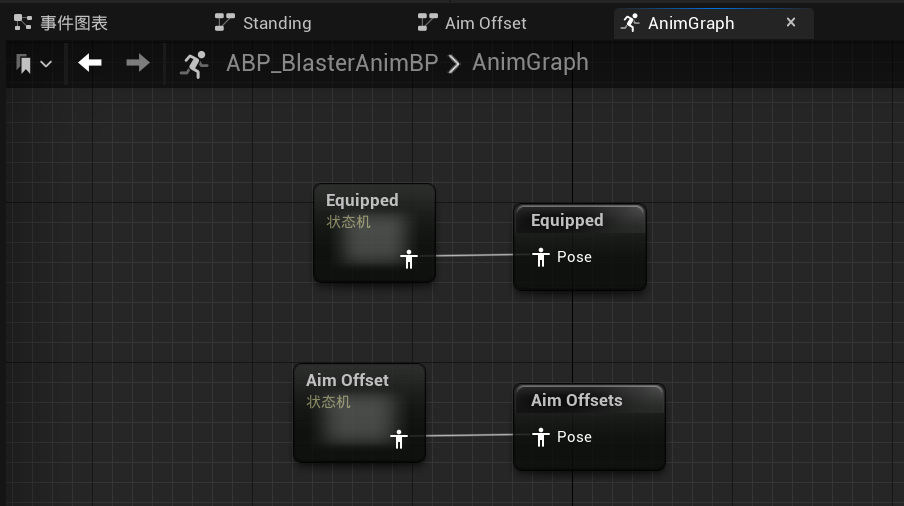 事件图表
Standing
Aim Offset
AnimGraph
ABP_BlasterAnimBP > AnimGraph
Equipped
状态机
Equipped
Pose
Aim Offset
状态机
Aim Offsets
Pose